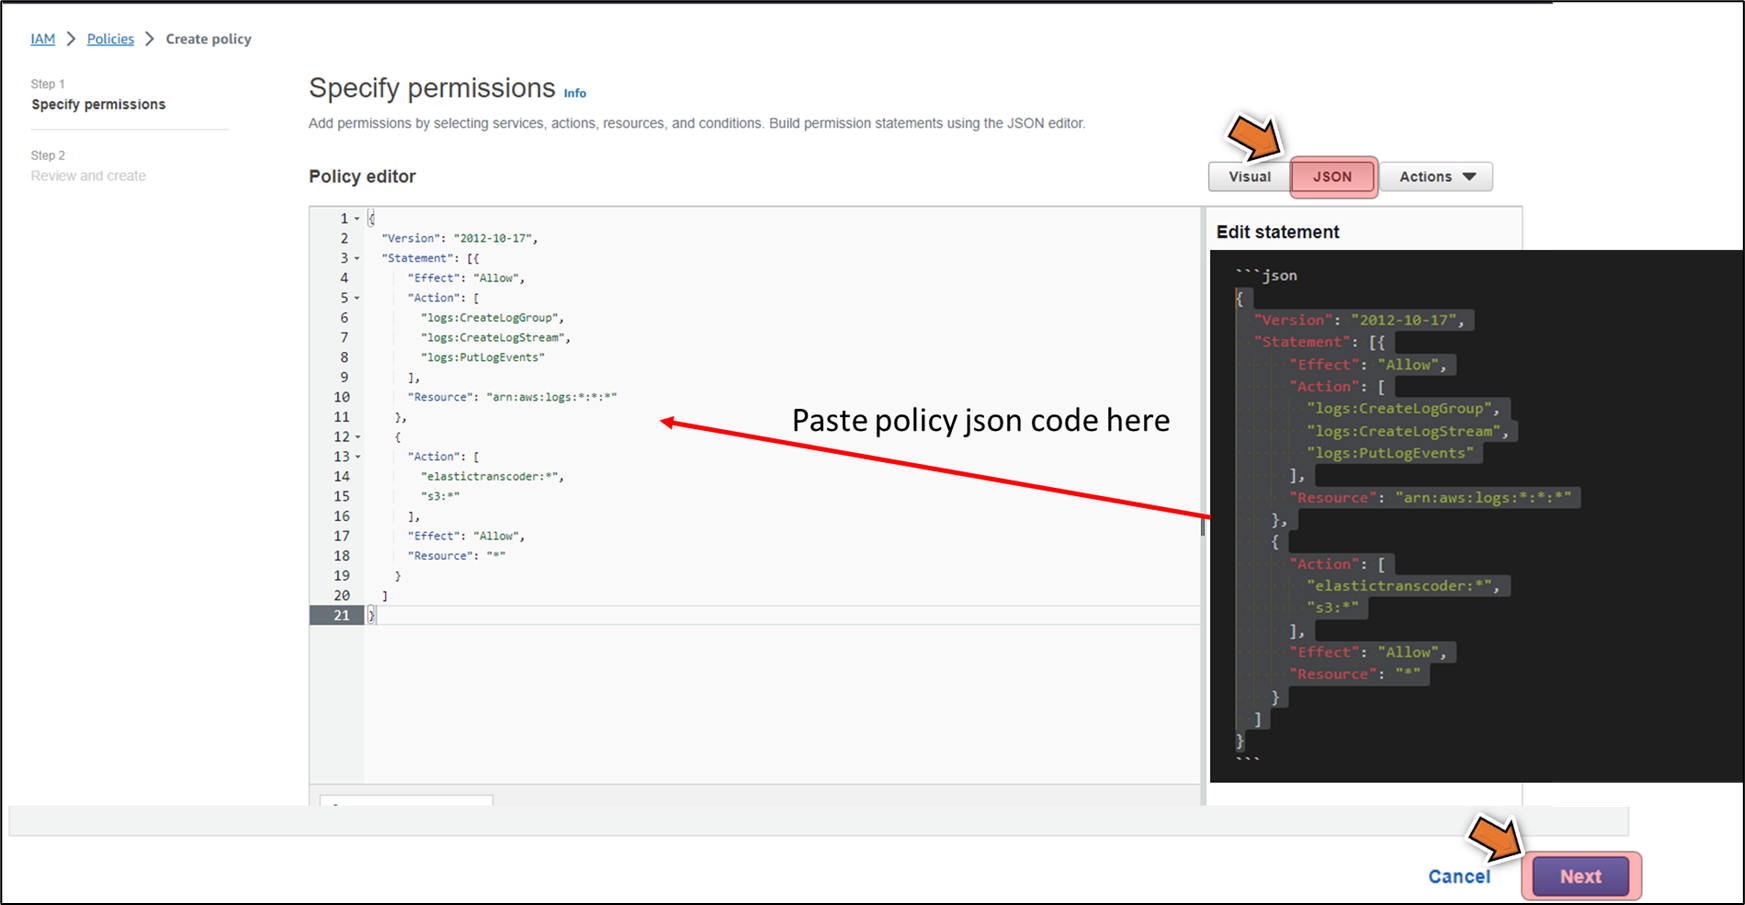 IAM > Policies > Create policy
Step 1
Specify permissions
Step 2
Review and create
Specify permissions Info
Add permissions by selecting services, actions, resources, and conditions. Build permission statements using the JSON editor.
Policy editor
Visual JSON Actions
1 {
2 "Version": "2012-10-17",
3 "Statement": [{
4 "Effect": "Allow",
5 "Action": [
6 "logs:CreateLogGroup",
7 "logs:CreateLogStream",
8 "logs:PutLogEvents"
9 ],
10 "Resource": "arn:aws:logs:*:*:*"
11 },
12 {
13 "Action": [
14 "elastictranscoder:*",
15 "s3:*"
16 ],
17 "Effect": "Allow",
18 "Resource": "*"
19 }
20 ]
21 }
Paste policy json code here
Edit statement
```json
{
"Version": "2012-10-17",
"Statement": [{
"Effect": "Allow",
"Action": [
"logs:CreateLogGroup",
"logs:CreateLogStream",
"logs:PutLogEvents"
],
"Resource": "arn:aws:logs:*:*:*"
},
{
"Action": [
"elastictranscoder:*",
"s3:*"
],
"Effect": "Allow",
"Resource": "*"
}
]
}
```
Cancel Next